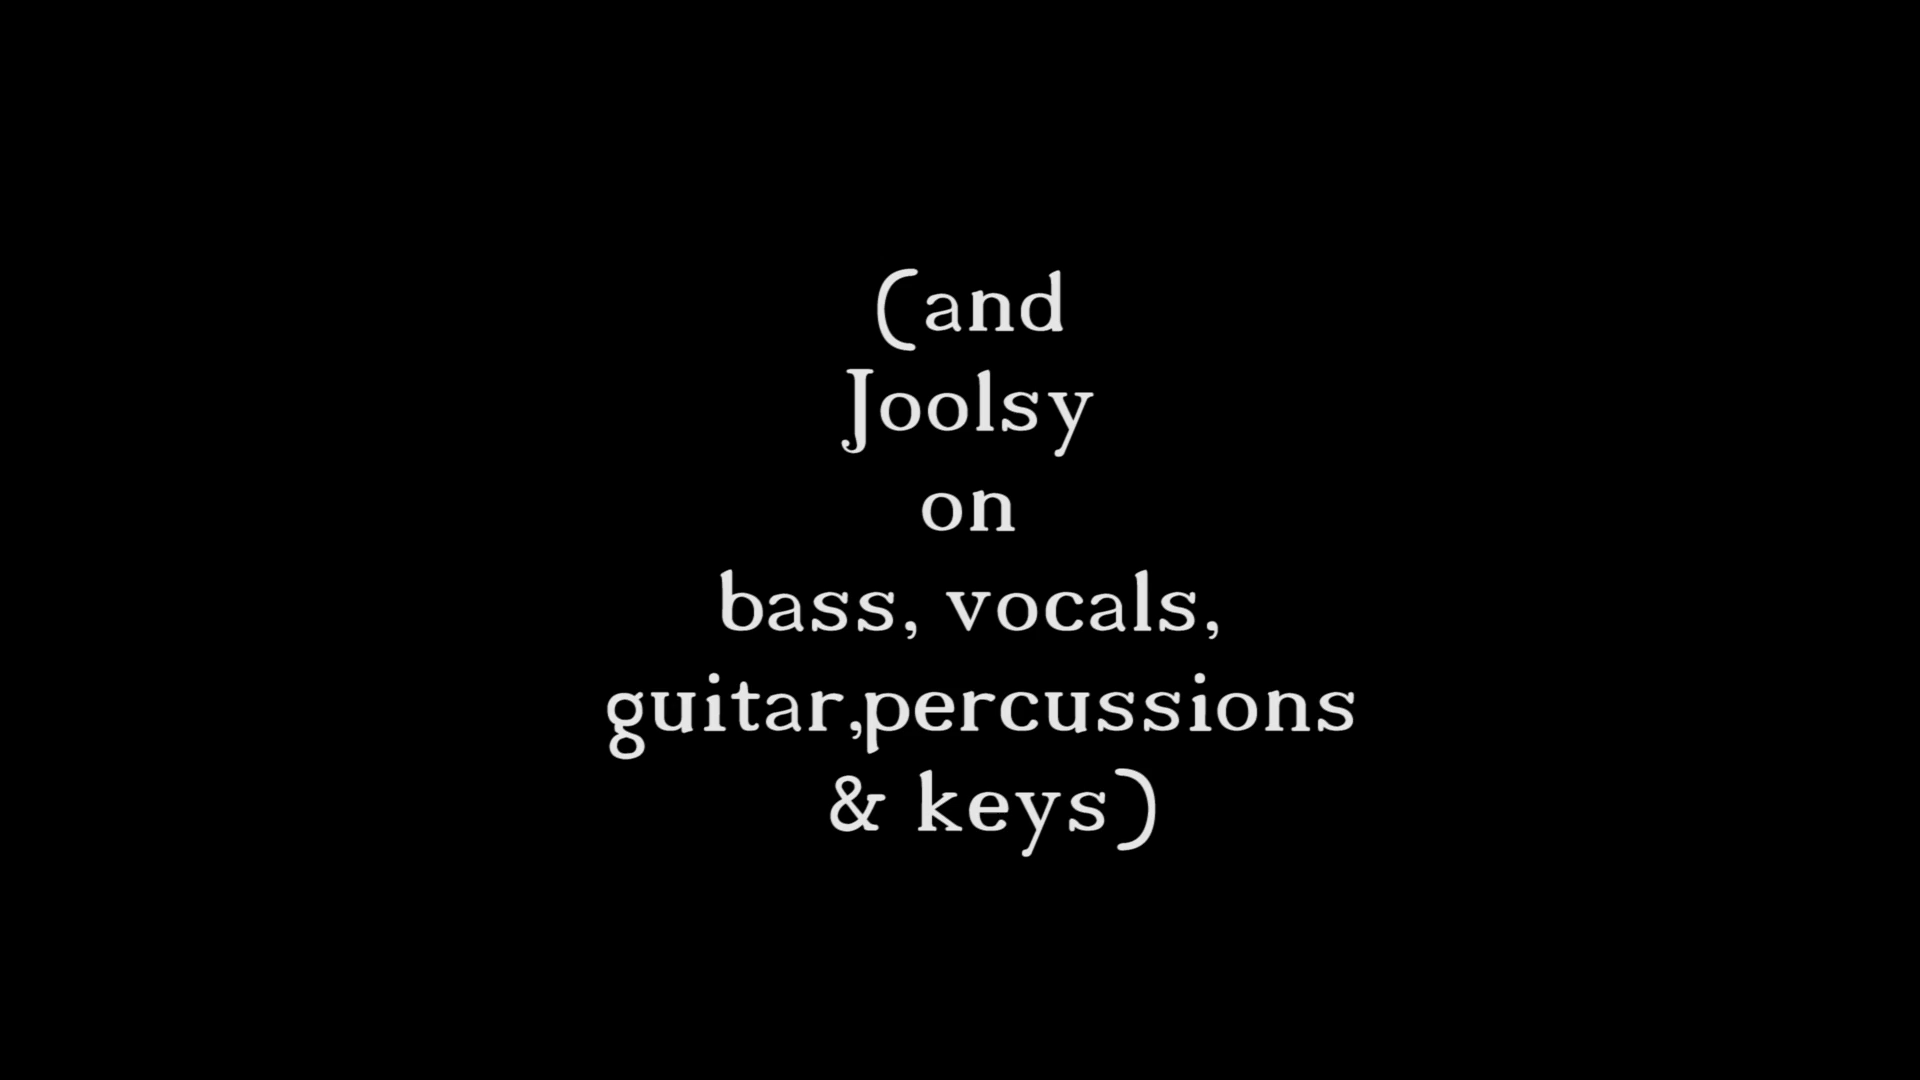 (and
Joolsy
on
bass, vocals,
guitar,percussions
& keys)